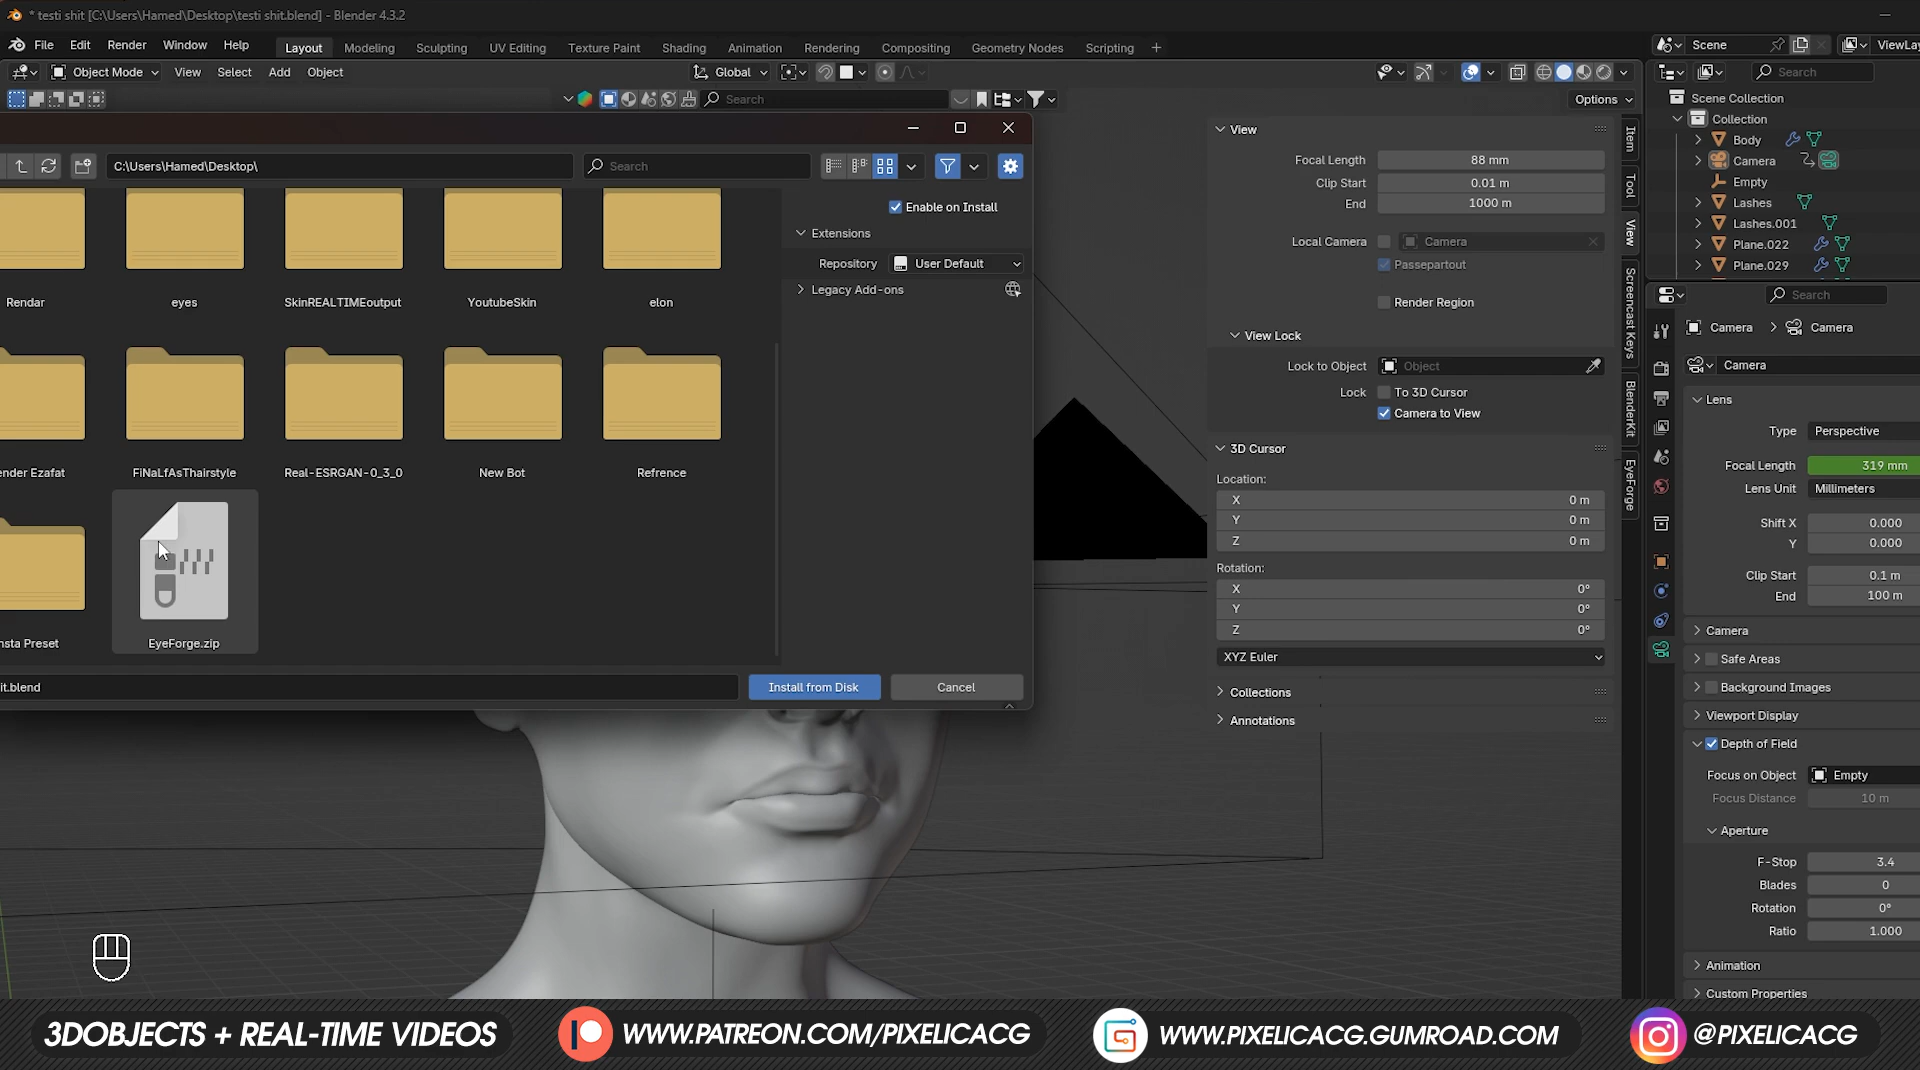 * testi shit [C:\Users\Hamed\Desktop\testi shit.blend] - Blender 4.3.2
File Edit Render Window Help Layout Modeling Sculpting UV Editing Texture Paint Shading Animation Rendering Compositing Geometry Nodes Scripting + Scene ViewLay
Object Mode View Select Add Object Global Search
Search Options
Scene Collection
Collection
Body
Camera
Empty
Lashes
Lashes.001
Plane.022
Plane.029
C:\Users\Hamed\Desktop\ Search
Rendar eyes SkinREALTIMEoutput YoutubeSkin elon
ender Ezafat FiNaLfAsThairstyle Real-ESRGAN-0_3_0 New Bot Refrence
nsta Preset EyeForge.zip
Enable on Install
Extensions
Repository User Default
Legacy Add-ons
it.blend Install from Disk Cancel
View
Focal Length 88 mm
Clip Start 0.01 m
End 1000 m
Local Camera Camera
Passepartout
Render Region
View Lock
Lock to Object Object
Lock To 3D Cursor
Camera to View
3D Cursor
Location:
X 0 m
Y 0 m
Z 0 m
Rotation:
X 0°
Y 0°
Z 0°
XYZ Euler
Collections
Annotations
Item
Tool
View
Screencast Keys
BlenderKit
EyeForge
Search
Camera Camera
Camera
Lens
Type Perspective
Focal Length 319 mm
Lens Unit Millimeters
Shift X 0.000
Y 0.000
Clip Start 0.1 m
End 100 m
Camera
Safe Areas
Background Images
Viewport Display
Depth of Field
Focus on Object Empty
Focus Distance 10 m
Aperture
F-Stop 3.4
Blades 0
Rotation 0°
Ratio 1.000
Animation
Custom Properties
3DOBJECTS + REAL-TIME VIDEOS WWW.PATREON.COM/PIXELICACG WWW.PIXELICACG.GUMROAD.COM @PIXELICACG